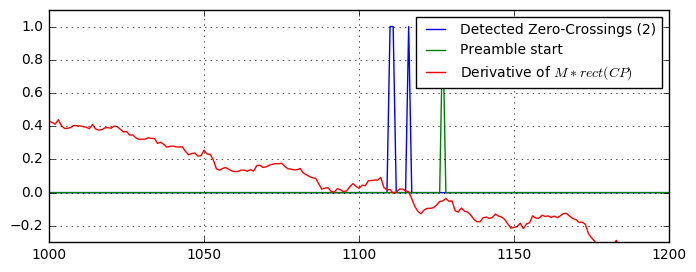 1.0
0.8
0.6
0.4
0.2
0.0
−0.2
1000 1050 1100 1150 1200
Detected Zero-Crossings (2)
Preamble start
Derivative of M ∗ rect(CP)